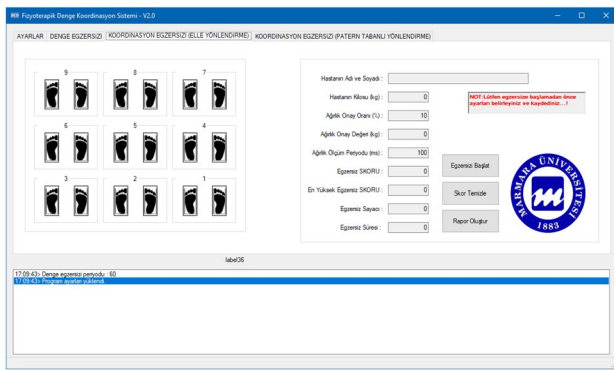 Fizyoterapik Denge Koordinasyon Sistemi - V2.0
AYARLAR DENGE EGZERSİZİ KOORDİNASYON EGZERSİZİ (ELLE YÖNLENDİRME) KOORDİNASYON EGZERSİZİ (PATERN TABANLI YÖNLENDİRME)
9 8 7
6 5 4
3 2 1
Hastanın Adı ve Soyadı :
Hastanın Kilosu (kg) : 0
Ağırlık Onay Oranı (%) : 10
Ağırlık Onay Değeri (kg) : 0
Ağırlık Ölçüm Periyodu (ms) : 100
Egzersiz SKORU : 0
En Yüksek Egzersiz SKORU : 0
Egzersiz Sayacı : 0
Egzersiz Süresi : 0
NOT:Lütfen egzersize başlamadan önce
ayarları belirleyiniz ve kaydediniz...!
Egzersizi Başlat
Skor Temizle
Rapor Oluştur
MARMARA ÜNİVERSİTESİ
1883
label36
17:09:43> Denge egzersizi periyodu : 60
17:09:43> Program ayarları yüklendi.